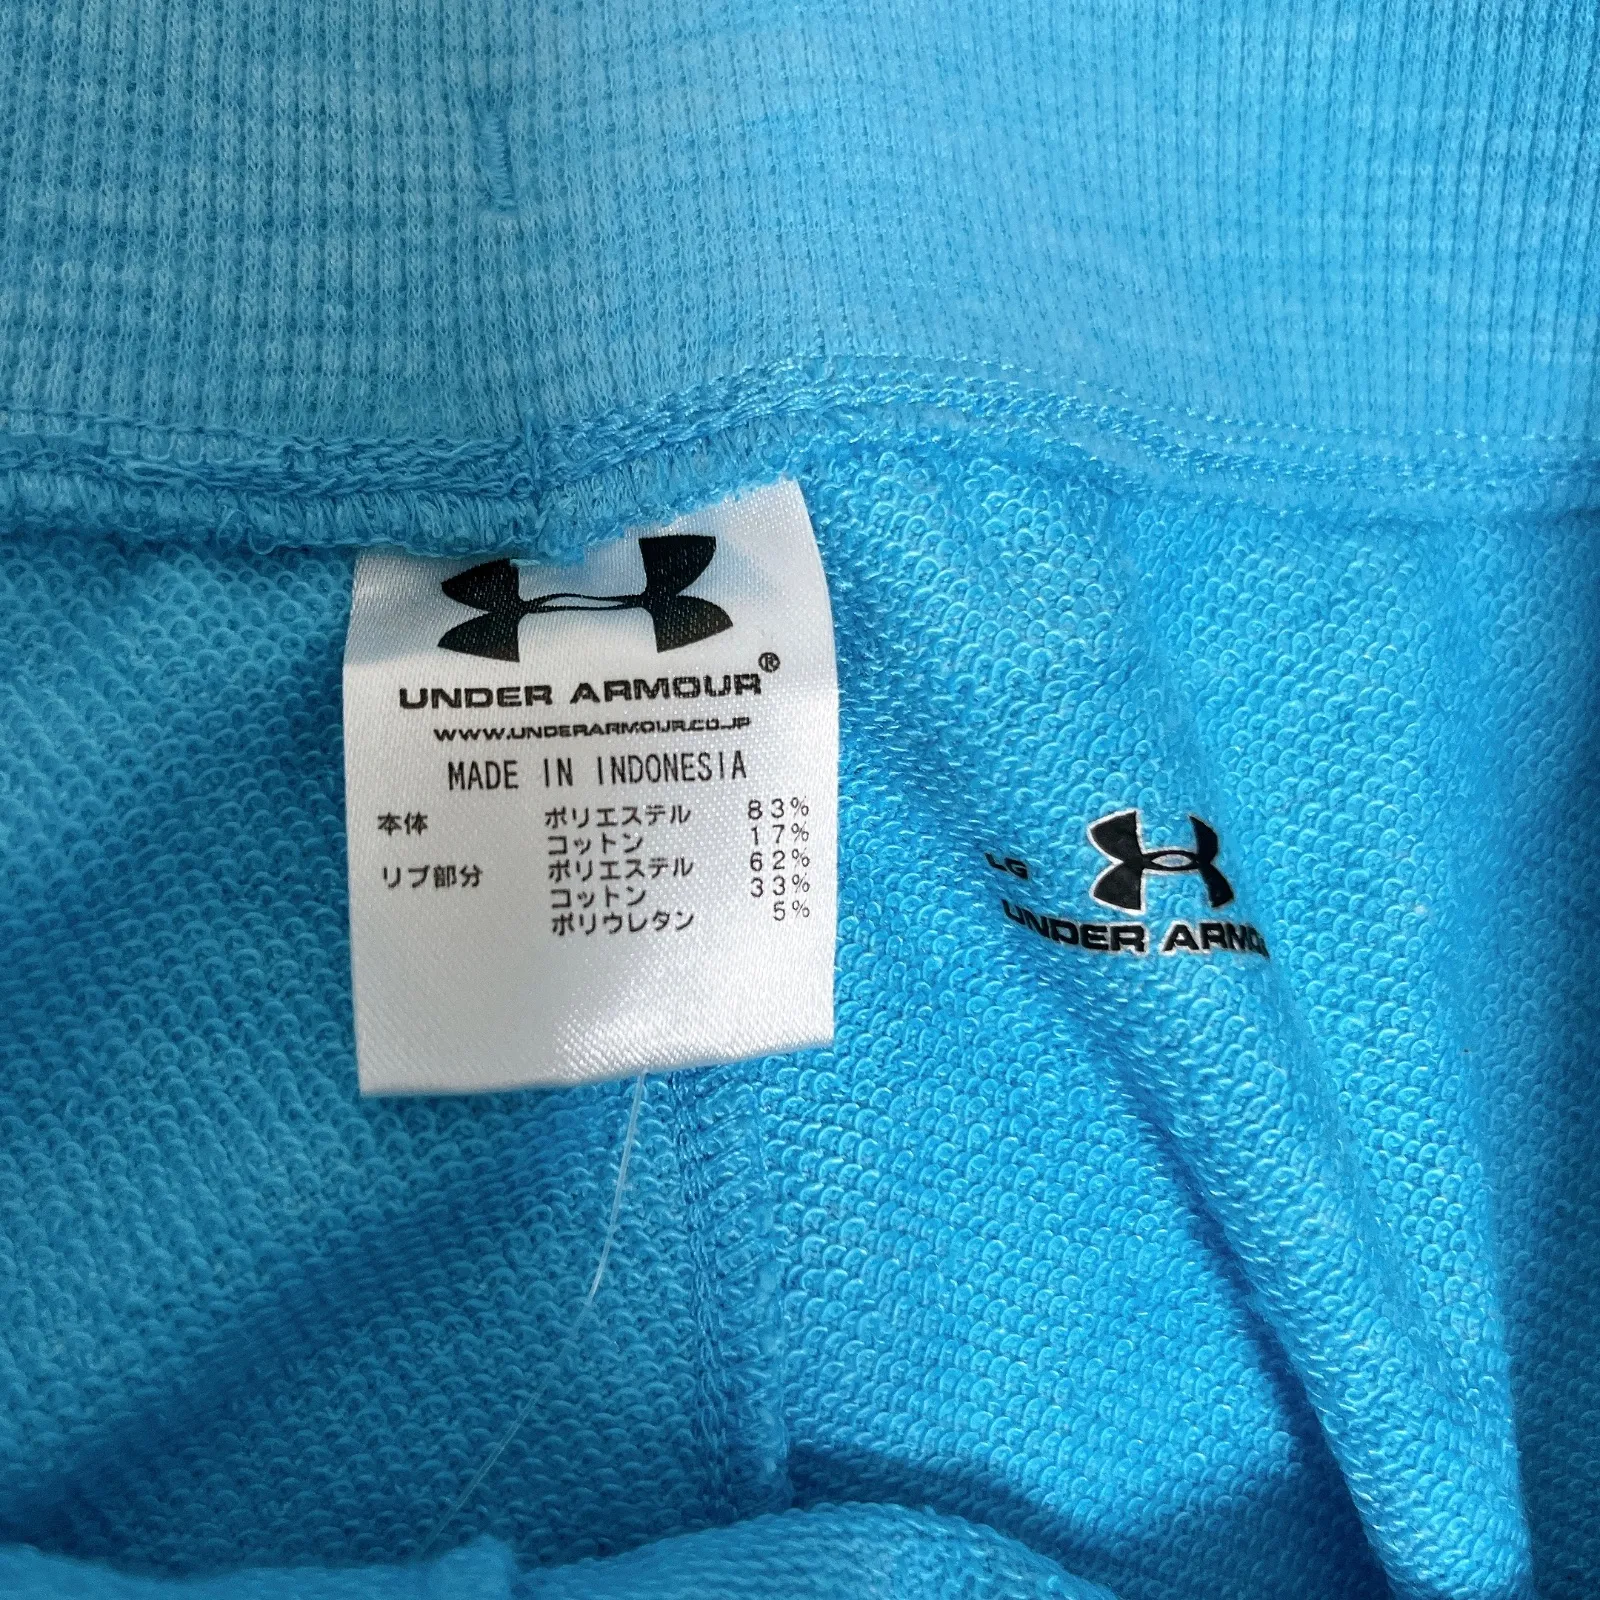 UNDER ARMOUR®
WWW.UNDERARMOUR.CO.JP
MADE IN INDONESIA
本体 ポリエステル 83%
コットン 17%
リブ部分 ポリエステル 62%
コットン 33%
ポリウレタン 5%
LG
UNDER ARMOU